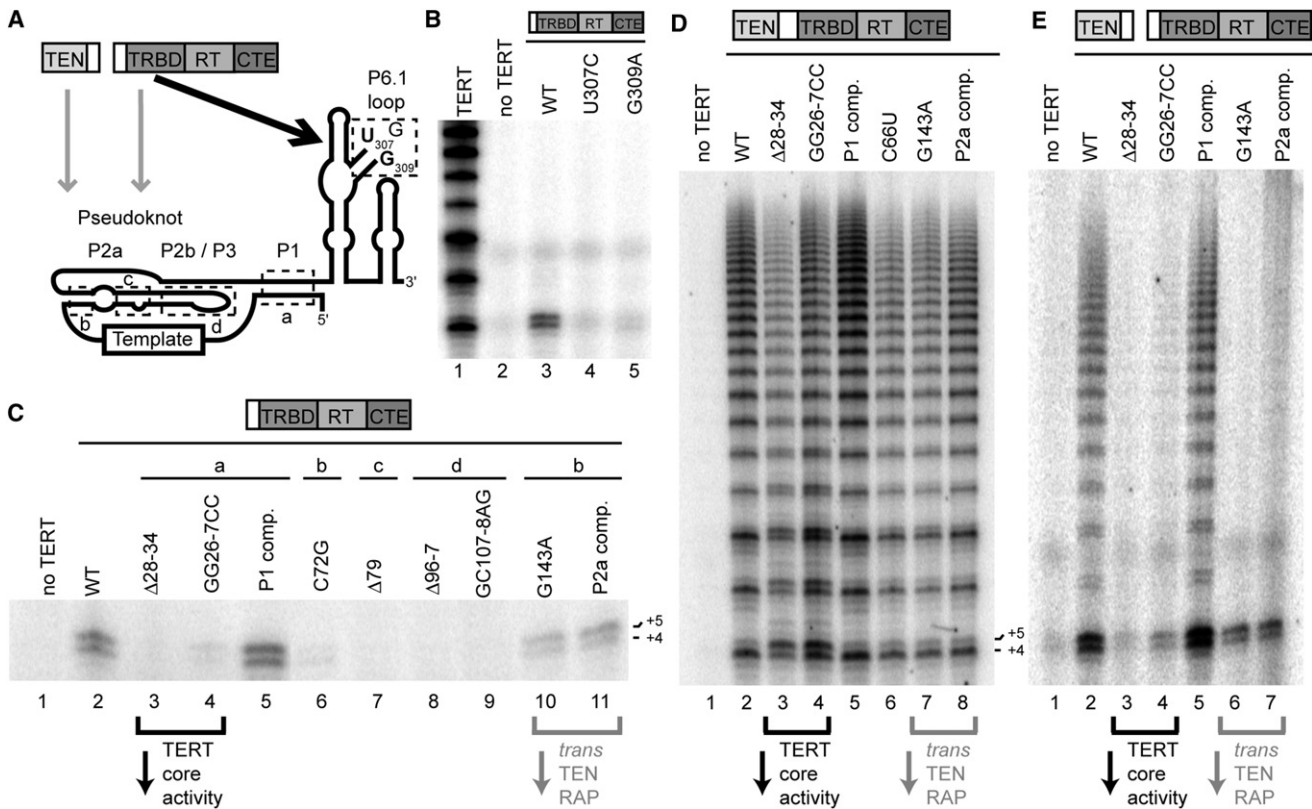 A
TEN TRBD RT CTE
P6.1
loop
U G
307
G
309
Pseudoknot
P2a P2b / P3 P1
c
b d a
3'
5'
Template
B
TRBD RT CTE
TERT no TERT WT U307C G309A
1 2 3 4 5
C
TRBD RT CTE
a b c d b
no TERT WT Δ28-34 GG26-7CC P1 comp. C72G Δ79 Δ96-7 GC107-8AG G143A P2a comp.
+5
+4
1 2 3 4 5 6 7 8 9 10 11
TERT
core
activity
trans
TEN
RAP
D
TEN TRBD RT CTE
no TERT WT Δ28-34 GG26-7CC P1 comp. C66U G143A P2a comp.
+5
+4
1 2 3 4 5 6 7 8
TERT
core
activity
trans
TEN
RAP
E
TEN TRBD RT CTE
no TERT WT Δ28-34 GG26-7CC P1 comp. G143A P2a comp.
1 2 3 4 5 6 7
TERT
core
activity
trans
TEN
RAP